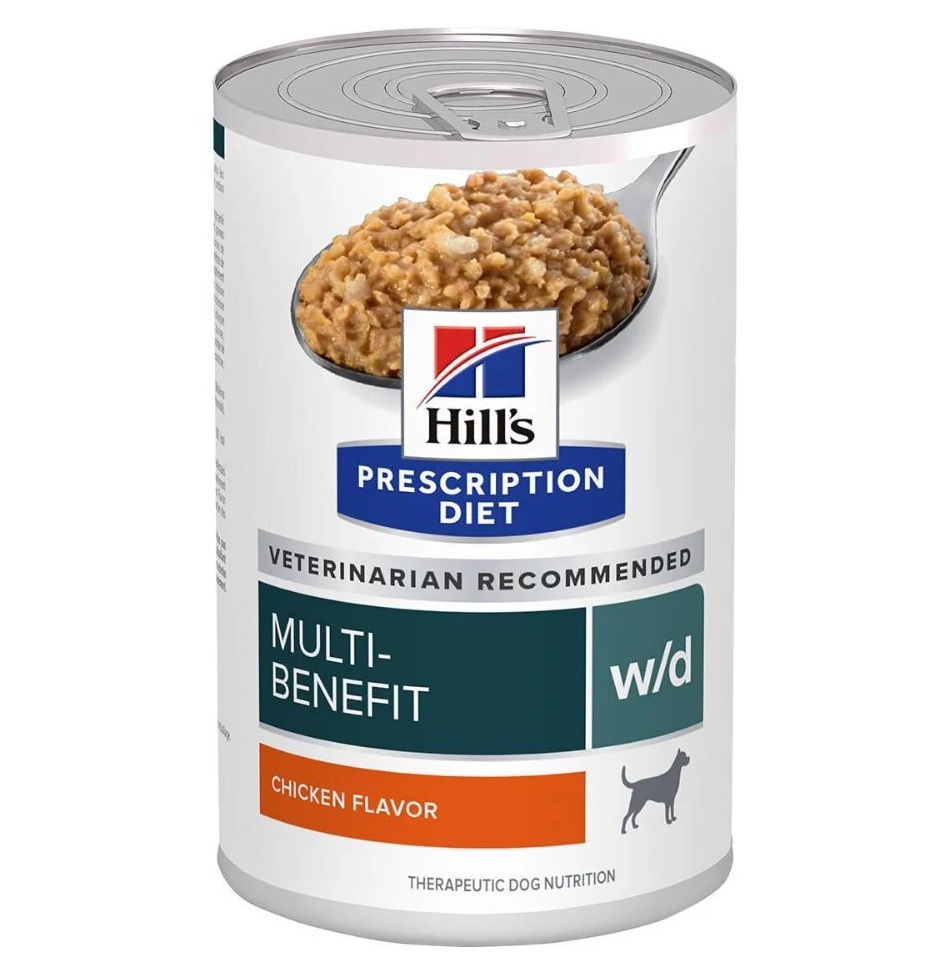 Hill's
PRESCRIPTION
DIET
VETERINARIAN RECOMMENDED
MULTI-
BENEFIT
w/d
CHICKEN FLAVOR
THERAPEUTIC DOG NUTRITION